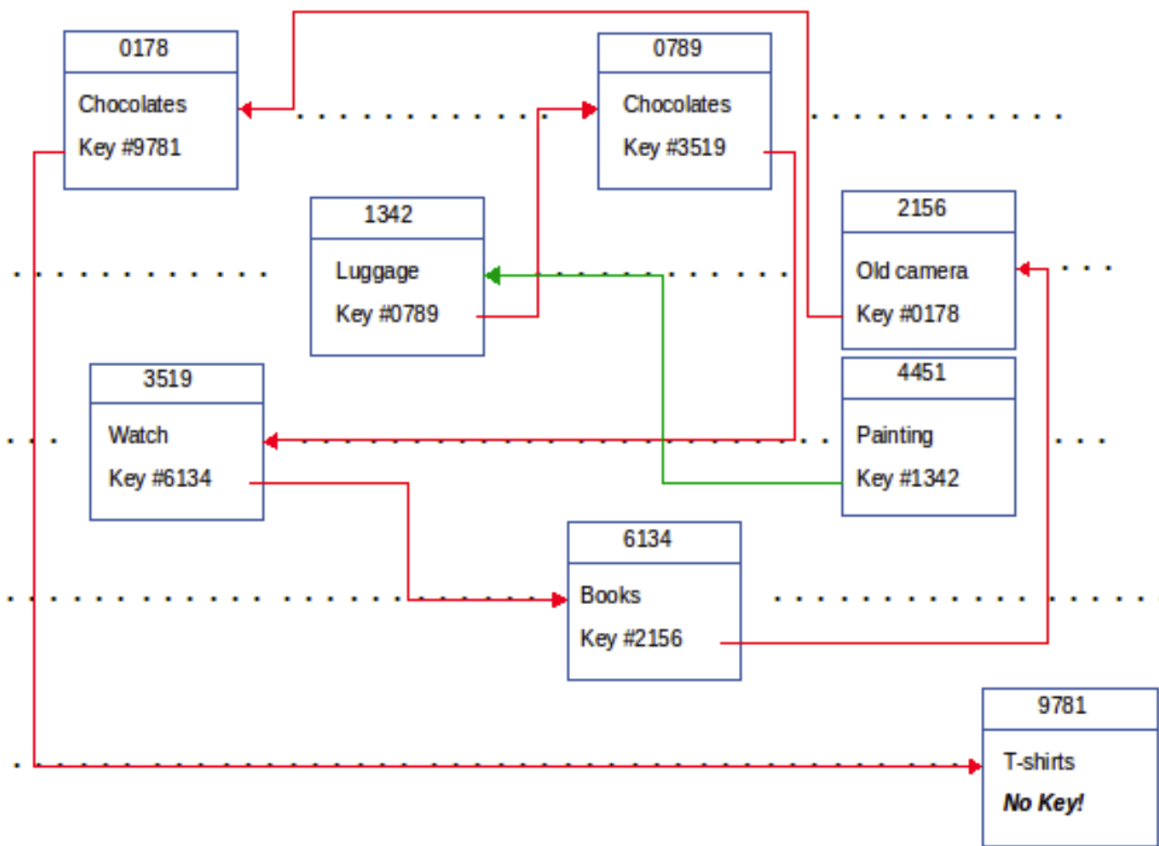 0178
Chocolates
Key #9781
0789
Chocolates
Key #3519
1342
Luggage
Key #0789
2156
Old camera
Key #0178
3519
Watch
Key #6134
4451
Painting
Key #1342
6134
Books
Key #2156
9781
T-shirts
No Key!